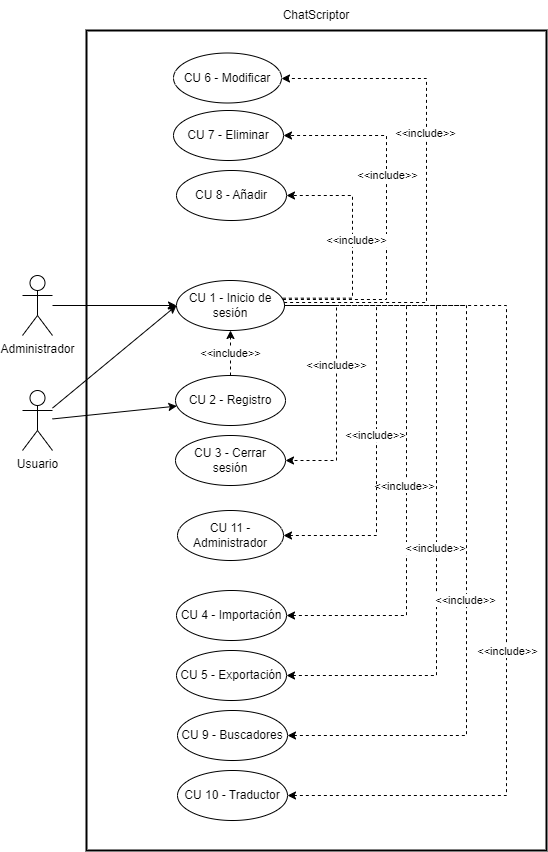 ChatScriptor
CU 6 - Modificar
<<include>>
CU 7 - Eliminar
<<include>>
CU 8 - Añadir
<<include>>
CU 1 - Inicio de
sesión
Administrador
<<include>>
<<include>>
CU 2 - Registro
Usuario
<<include>>
CU 3 - Cerrar
sesión
<<include>>
CU 11 -
Administrador
<<include>>
<<include>>
CU 4 - Importación
<<include>>
CU 5 - Exportación
CU 9 - Buscadores
CU 10 - Traductor